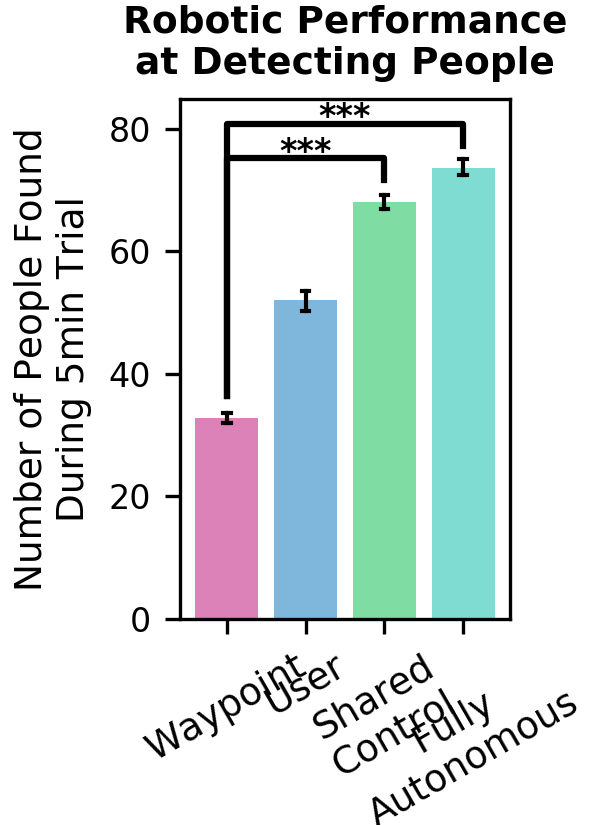 Robotic Performance
at Detecting People
Number of People Found
During 5min Trial
80
60
40
20
0
***
***
Waypoint
User
Shared
Control
Fully
Autonomous